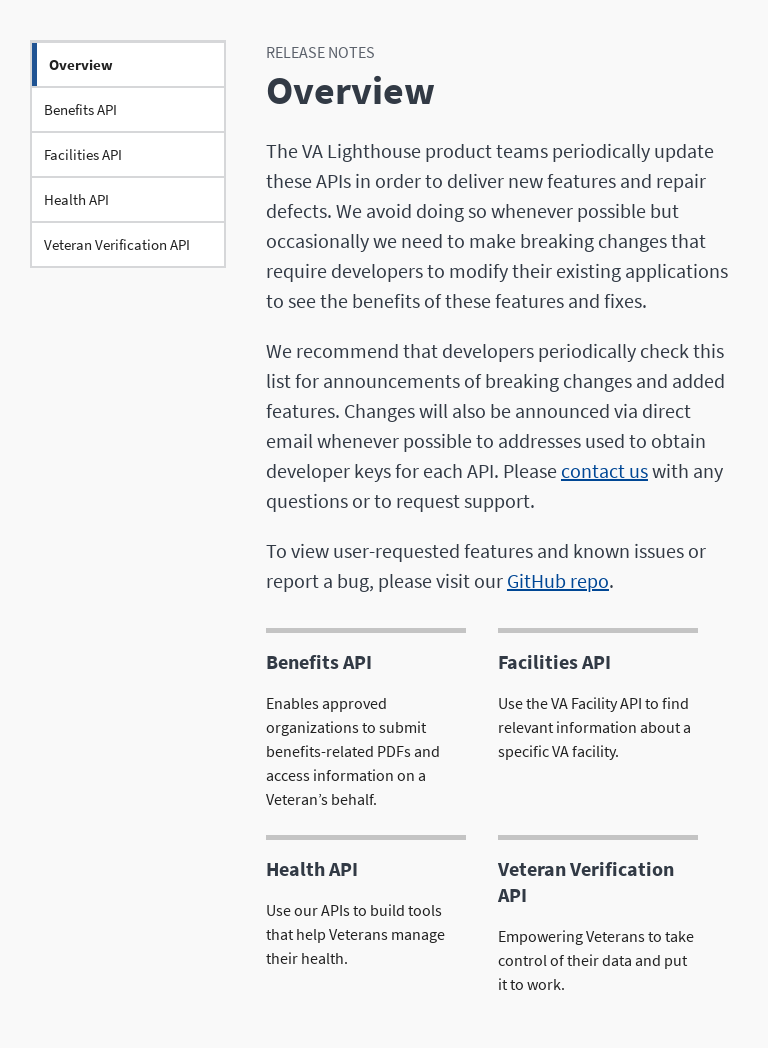 Overview
Benefits API
Facilities API
Health API
Veteran Verification API
RELEASE NOTES
Overview
The VA Lighthouse product teams periodically update
these APIs in order to deliver new features and repair
defects. We avoid doing so whenever possible but
occasionally we need to make breaking changes that
require developers to modify their existing applications
to see the benefits of these features and fixes.
We recommend that developers periodically check this
list for announcements of breaking changes and added
features. Changes will also be announced via direct
email whenever possible to addresses used to obtain
developer keys for each API. Please contact us with any
questions or to request support.
To view user-requested features and known issues or
report a bug, please visit our GitHub repo.
Benefits API
Enables approved
organizations to submit
benefits-related PDFs and
access information on a
Veteran’s behalf.
Facilities API
Use the VA Facility API to find
relevant information about a
specific VA facility.
Health API
Use our APIs to build tools
that help Veterans manage
their health.
Veteran Verification
API
Empowering Veterans to take
control of their data and put
it to work.